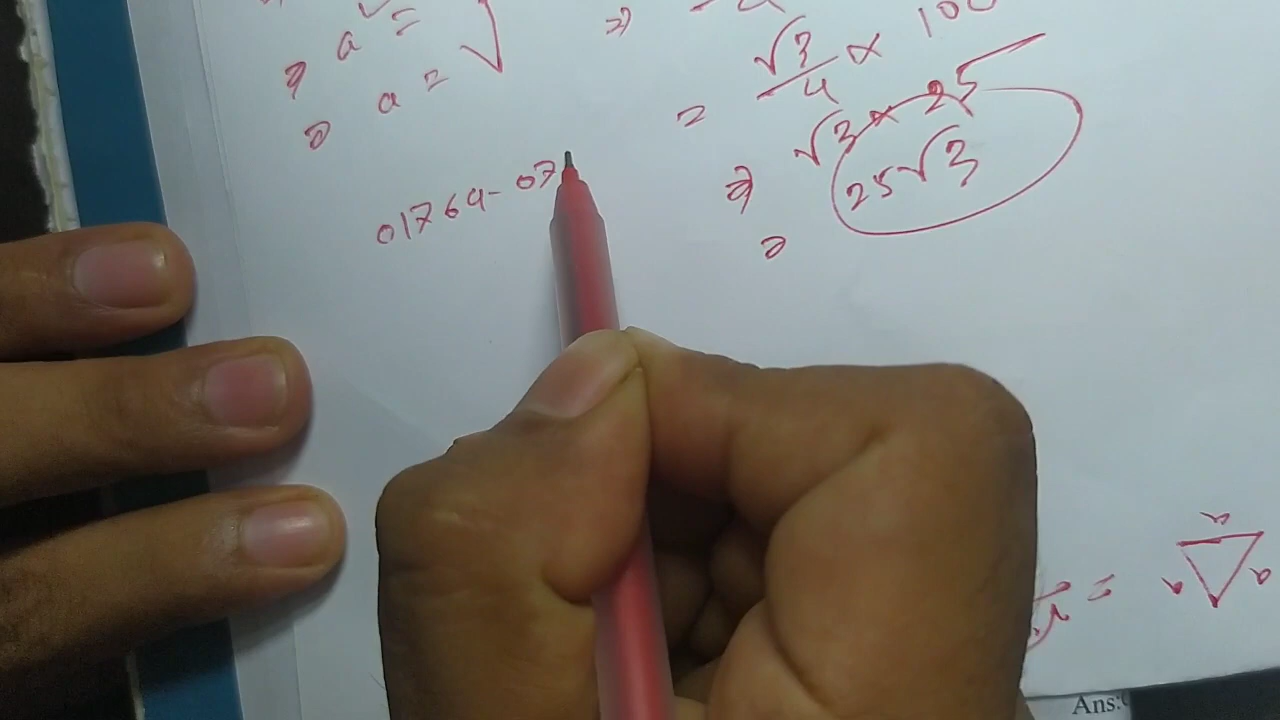 a =
a =
√3/4 × 100
= √3 × 25
⇒ 25√3
01764-07
=
Ans: